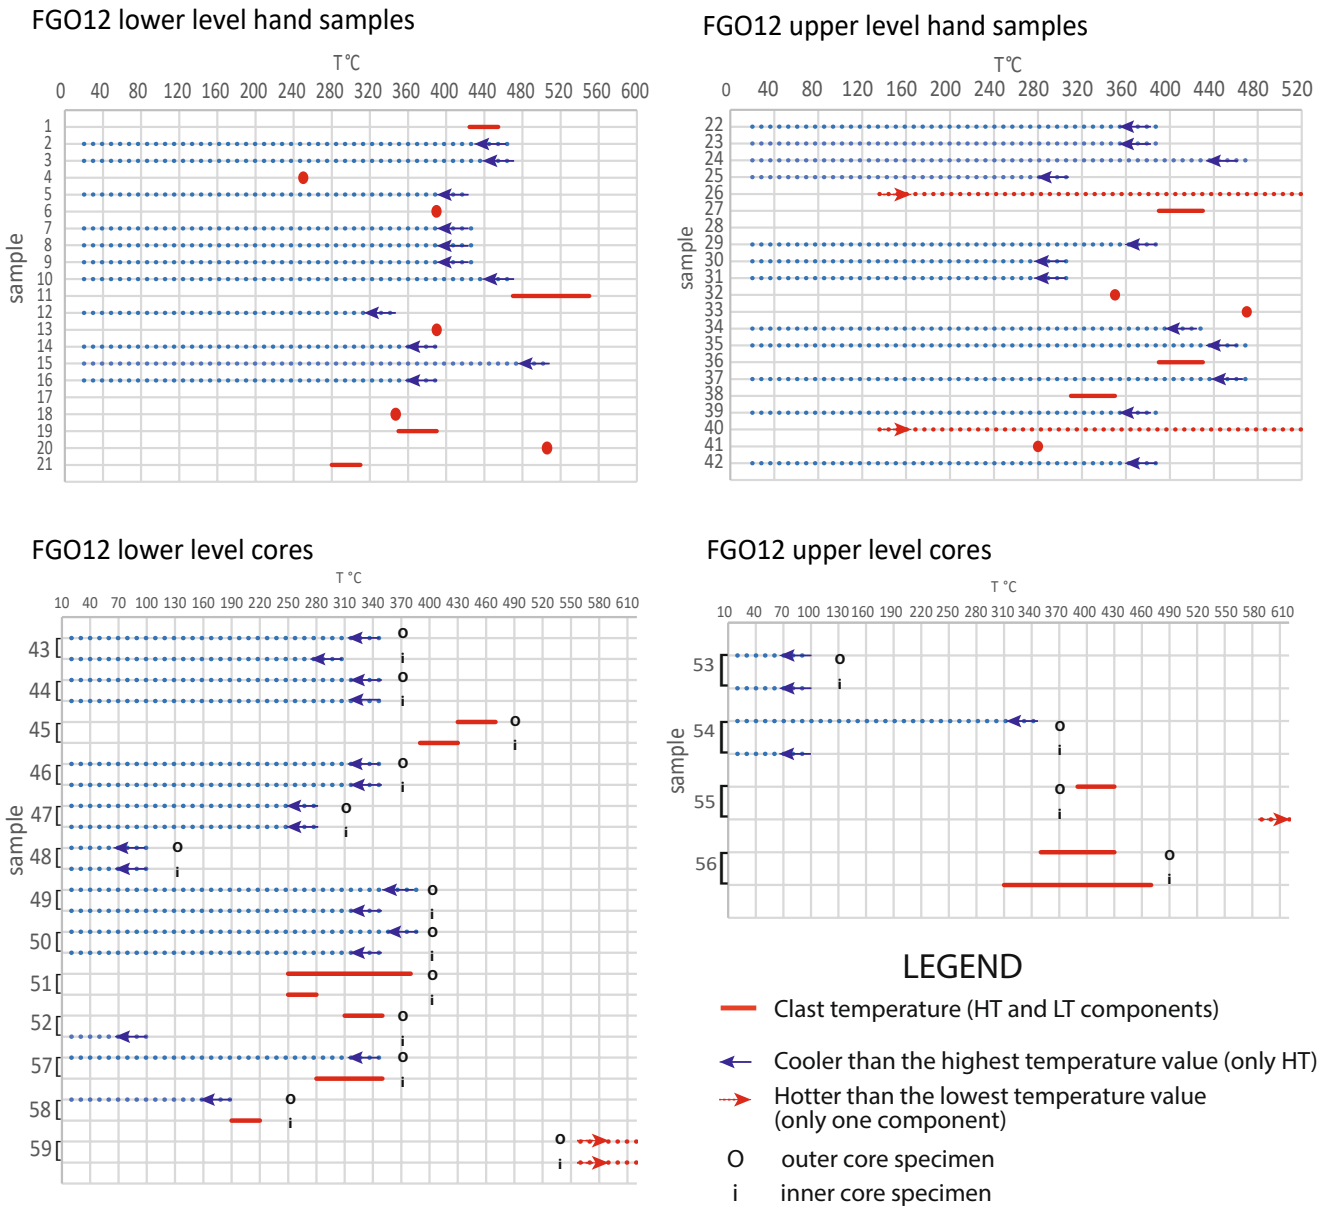 FGO12 lower level hand samples
T°C
0 40 80 120 160 200 240 280 320 360 400 440 480 520 560 600
sample
1
2
3
4
5
6
7
8
9
10
11
12
13
14
15
16
17
18
19
20
21
FGO12 upper level hand samples
T°C
0 40 80 120 160 200 240 280 320 360 400 440 480 520
sample
22
23
24
25
26
27
28
29
30
31
32
33
34
35
36
37
38
39
40
41
42
FGO12 lower level cores
T °C
10 40 70 100 130 160 190 220 250 280 310 340 370 400 430 460 490 520 550 580 610
sample
43 O
i
44 O
i
45 O
i
46 O
i
47 O
i
48 O
i
49 O
i
50 O
i
51 O
i
52 O
i
57 O
i
58 O
i
59 O
i
FGO12 upper level cores
T °C
10 40 70 100 130 160 190 220 250 280 310 340 370 400 430 460 490 520 550 580 610
sample
53 O
i
54 O
i
55 O
i
56 O
i
LEGEND
Clast temperature (HT and LT components)
Cooler than the highest temperature value (only HT)
Hotter than the lowest temperature value
(only one component)
O outer core specimen
i inner core specimen